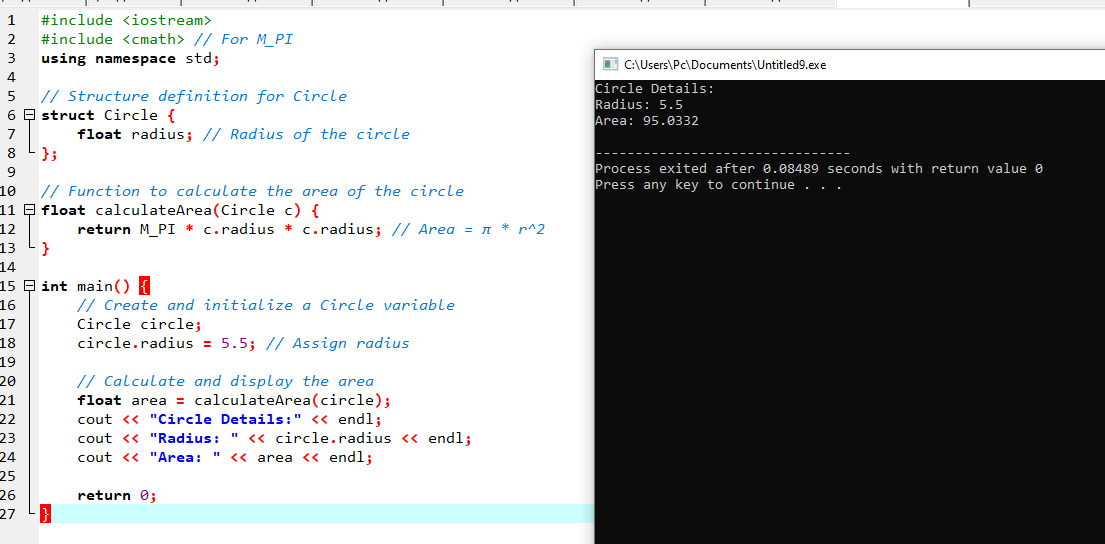 1 #include <iostream>
2 #include <cmath> // For M_PI
3 using namespace std;
4
5 // Structure definition for Circle
6 struct Circle {
7     float radius; // Radius of the circle
8 };
9
10 // Function to calculate the area of the circle
11 float calculateArea(Circle c) {
12     return M_PI * c.radius * c.radius; // Area = π * r^2
13 }
14
15 int main() {
16     // Create and initialize a Circle variable
17     Circle circle;
18     circle.radius = 5.5; // Assign radius
19
20     // Calculate and display the area
21     float area = calculateArea(circle);
22     cout << "Circle Details:" << endl;
23     cout << "Radius: " << circle.radius << endl;
24     cout << "Area: " << area << endl;
25
26     return 0;
27 }
C:\Users\Pc\Documents\Untitled9.exe
Circle Details:
Radius: 5.5
Area: 95.0332
--------------------------------
Process exited after 0.08489 seconds with return value 0
Press any key to continue . . .